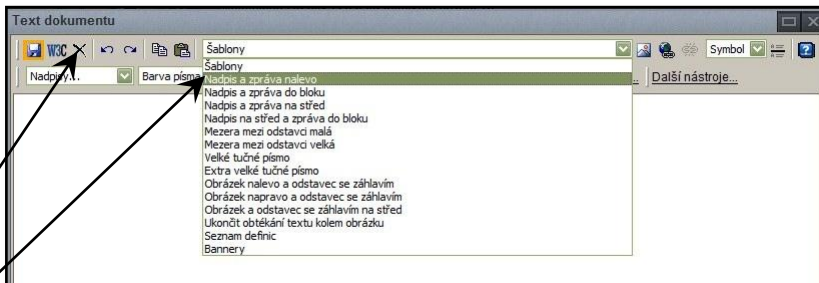 Text dokumentu
W3C Šablony Symbol ?
Nadpisy... Barva písma Další nástroje...
Šablony
Nadpis a zpráva nalevo
Nadpis a zpráva do bloku
Nadpis a zpráva na střed
Nadpis na střed a zpráva do bloku
Mezera mezi odstavci malá
Mezera mezi odstavci velká
Velké tučné písmo
Extra velké tučné písmo
Obrázek nalevo a odstavec se záhlavím
Obrázek napravo a odstavec se záhlavím
Obrázek a odstavec se záhlavím na střed
Ukončit obtékání textu kolem obrázku
Seznam definic
Bannery